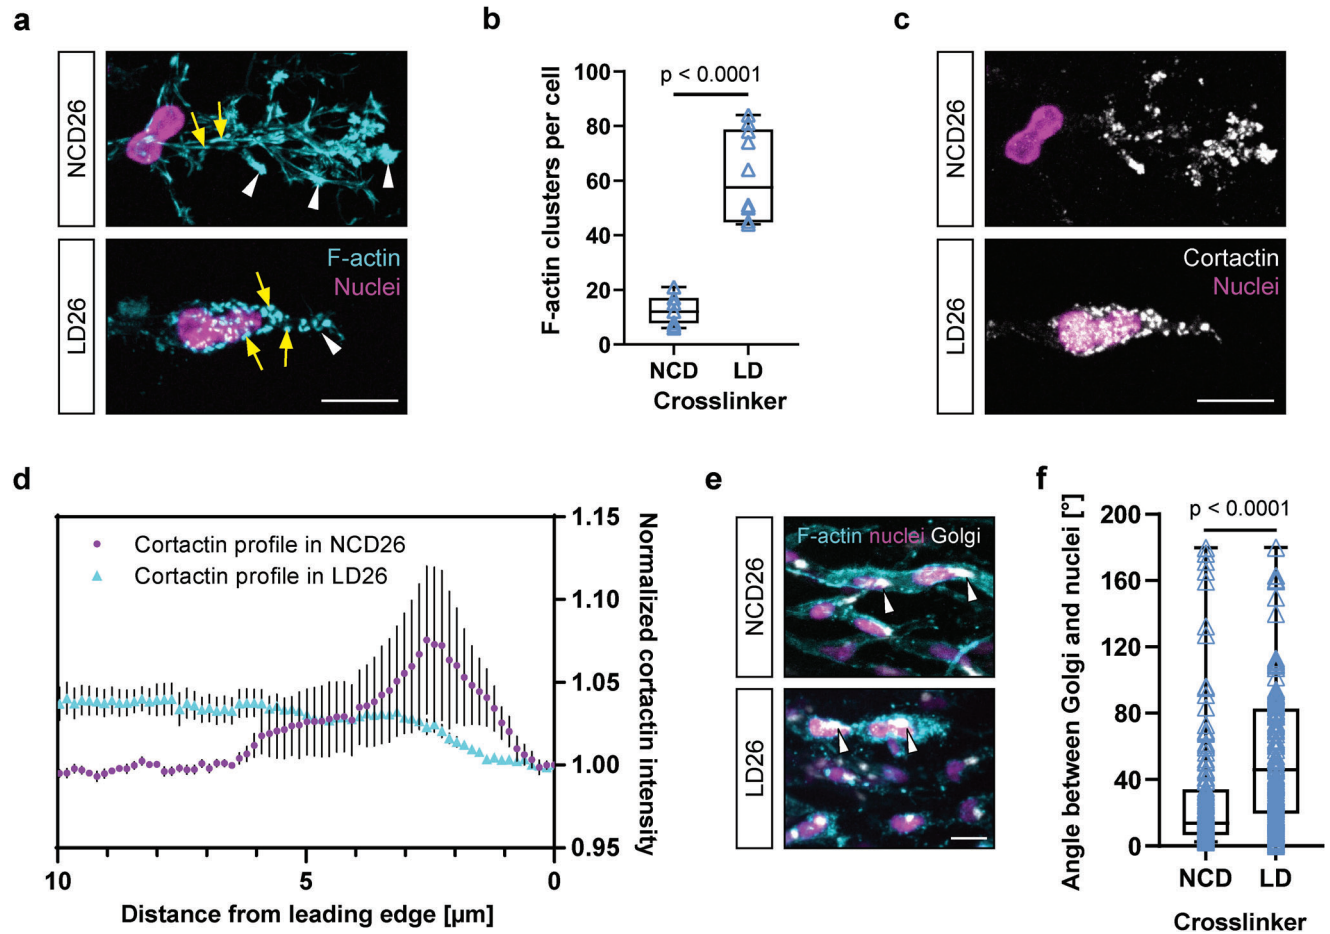 a
NCD26
LD26
F-actin
Nuclei
b
F-actin clusters per cell
100
80
60
40
20
0
p < 0.0001
NCD
LD
Crosslinker
c
NCD26
LD26
Cortactin
Nuclei
d
Cortactin profile in NCD26
Cortactin profile in LD26
1.15
1.10
1.05
1.00
0.95
Normalized cortactin intensity
10
5
0
Distance from leading edge [µm]
e
NCD26
LD26
F-actin nuclei Golgi
f
Angle between Golgi and nuclei [°]
200
160
120
80
40
0
p < 0.0001
NCD
LD
Crosslinker